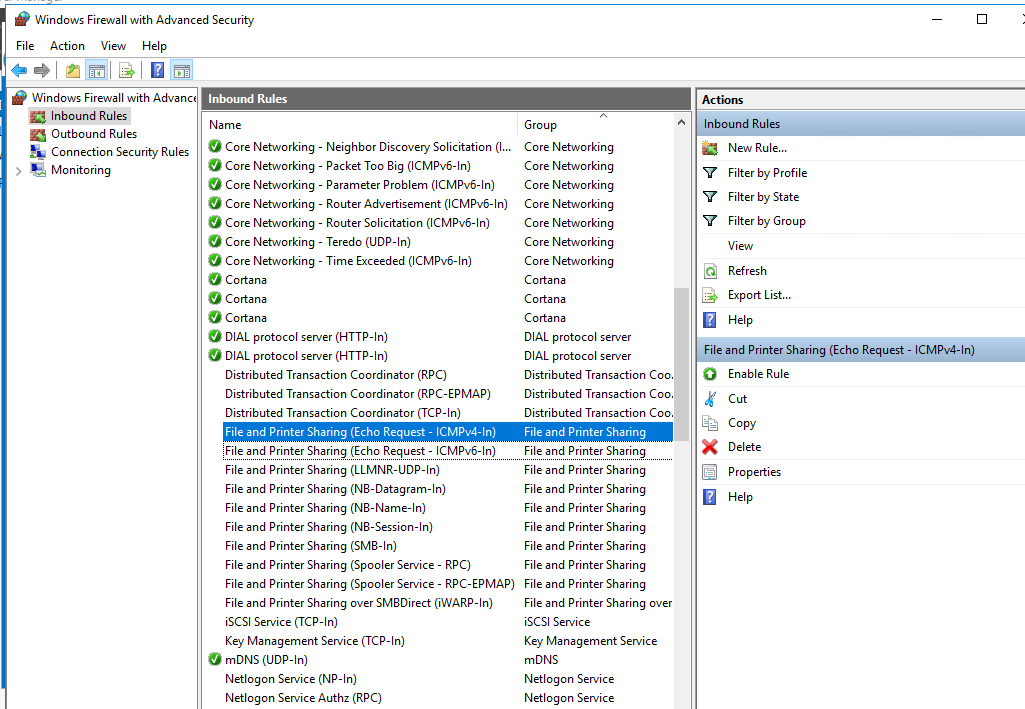 Windows Firewall with Advanced Security
File Action View Help
Windows Firewall with Advance
Inbound Rules
Outbound Rules
Connection Security Rules
Monitoring
Inbound Rules
Name Group
Core Networking - Neighbor Discovery Solicitation (I... Core Networking
Core Networking - Packet Too Big (ICMPv6-In) Core Networking
Core Networking - Parameter Problem (ICMPv6-In) Core Networking
Core Networking - Router Advertisement (ICMPv6-In) Core Networking
Core Networking - Router Solicitation (ICMPv6-In) Core Networking
Core Networking - Teredo (UDP-In) Core Networking
Core Networking - Time Exceeded (ICMPv6-In) Core Networking
Cortana Cortana
Cortana Cortana
Cortana Cortana
DIAL protocol server (HTTP-In) DIAL protocol server
DIAL protocol server (HTTP-In) DIAL protocol server
Distributed Transaction Coordinator (RPC) Distributed Transaction Coo...
Distributed Transaction Coordinator (RPC-EPMAP) Distributed Transaction Coo...
Distributed Transaction Coordinator (TCP-In) Distributed Transaction Coo...
File and Printer Sharing (Echo Request - ICMPv4-In) File and Printer Sharing
File and Printer Sharing (Echo Request - ICMPv6-In) File and Printer Sharing
File and Printer Sharing (LLMNR-UDP-In) File and Printer Sharing
File and Printer Sharing (NB-Datagram-In) File and Printer Sharing
File and Printer Sharing (NB-Name-In) File and Printer Sharing
File and Printer Sharing (NB-Session-In) File and Printer Sharing
File and Printer Sharing (SMB-In) File and Printer Sharing
File and Printer Sharing (Spooler Service - RPC) File and Printer Sharing
File and Printer Sharing (Spooler Service - RPC-EPMAP) File and Printer Sharing
File and Printer Sharing over SMBDirect (iWARP-In) File and Printer Sharing over
iSCSI Service (TCP-In) iSCSI Service
Key Management Service (TCP-In) Key Management Service
mDNS (UDP-In) mDNS
Netlogon Service (NP-In) Netlogon Service
Netlogon Service Authz (RPC) Netlogon Service
Actions
Inbound Rules
New Rule...
Filter by Profile
Filter by State
Filter by Group
View
Refresh
Export List...
Help
File and Printer Sharing (Echo Request - ICMPv4-In)
Enable Rule
Cut
Copy
Delete
Properties
Help